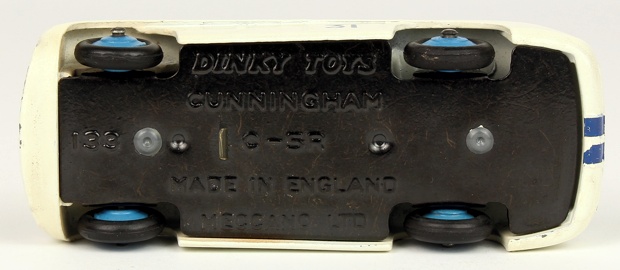 DINKY TOYS
CUNNINGHAM
133 C-5R
MADE IN ENGLAND
MECCANO LTD